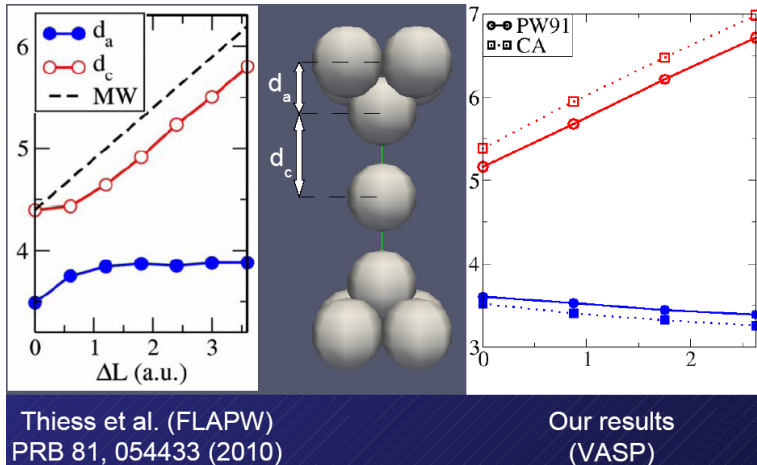 6
5
4
0
1
2
3
ΔL (a.u.)
d_a
d_c
MW
d_a
d_c
7
6
5
4
3
0
1
2
PW91
CA
Thiess et al. (FLAPW)
PRB 81, 054433 (2010)
Our results
(VASP)